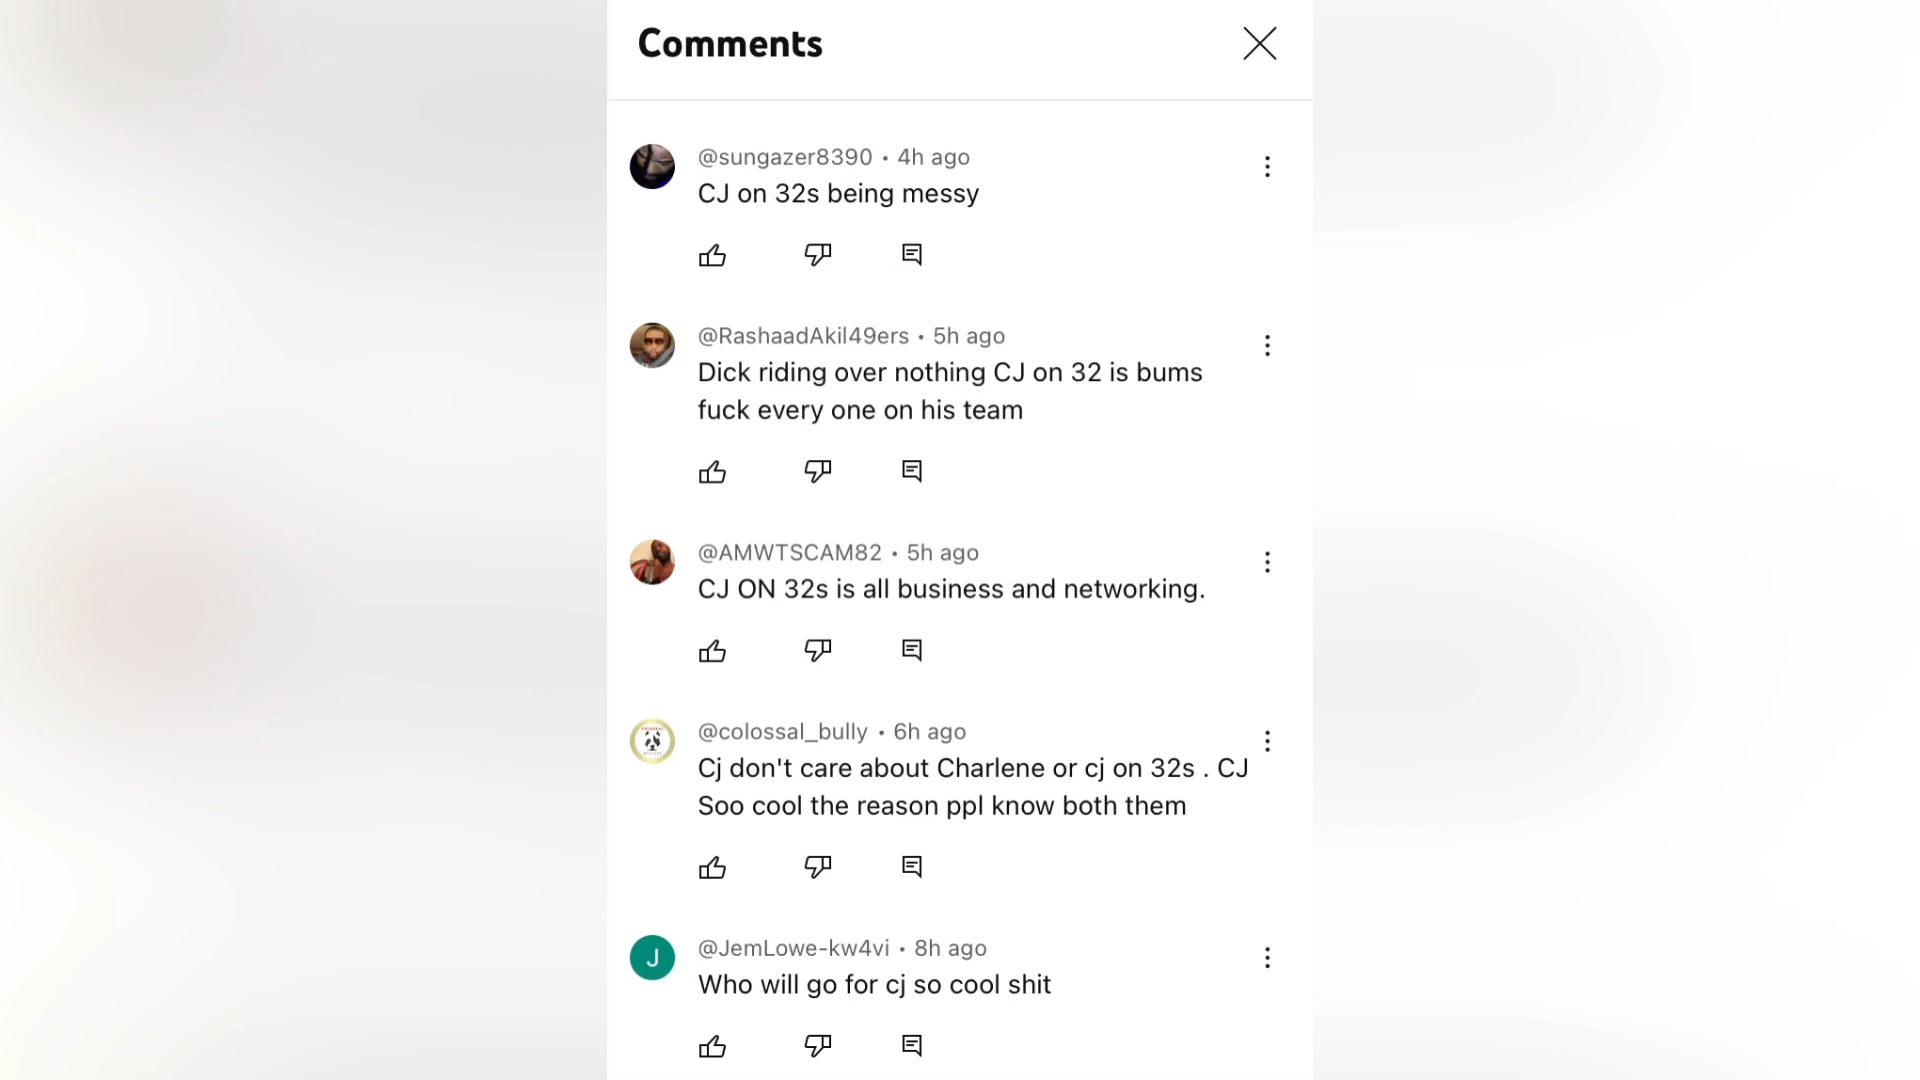 Comments
@sungazer8390 • 4h ago
CJ on 32s being messy
@RashaadAkil49ers • 5h ago
Dick riding over nothing CJ on 32 is bums
fuck every one on his team
@AMWTSCAM82 • 5h ago
CJ ON 32s is all business and networking.
@colossal_bully • 6h ago
Cj don't care about Charlene or cj on 32s . CJ
Soo cool the reason ppl know both them
J
@JemLowe-kw4vi • 8h ago
Who will go for cj so cool shit